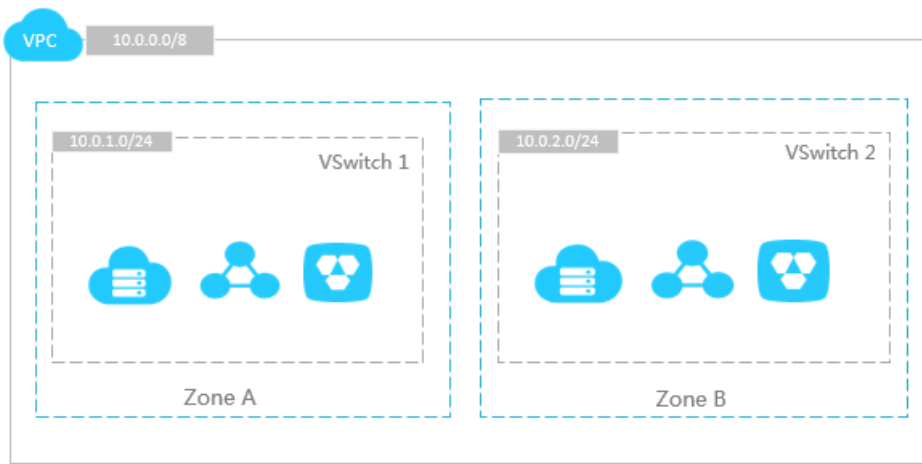 VPC
10.0.0.0/8
10.0.1.0/24
VSwitch 1
Zone A
10.0.2.0/24
VSwitch 2
Zone B